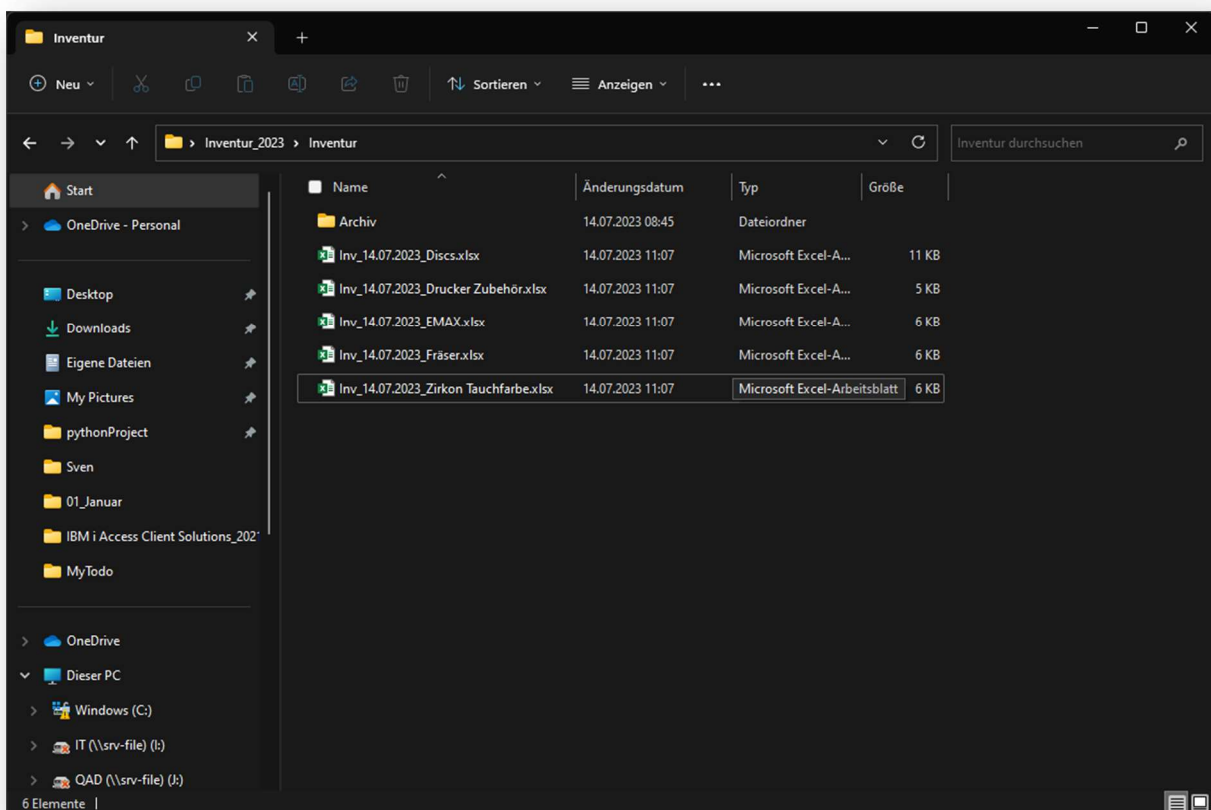 Inventur
Neu
Sortieren
Anzeigen
Inventur_2023 > Inventur
Inventur durchsuchen
Name Änderungsdatum Typ Größe
Archiv 14.07.2023 08:45 Dateiordner
Inv_14.07.2023_Discs.xlsx 14.07.2023 11:07 Microsoft Excel-A... 11 KB
Inv_14.07.2023_Drucker Zubehör.xlsx 14.07.2023 11:07 Microsoft Excel-A... 5 KB
Inv_14.07.2023_EMAX.xlsx 14.07.2023 11:07 Microsoft Excel-A... 6 KB
Inv_14.07.2023_Fräser.xlsx 14.07.2023 11:07 Microsoft Excel-A... 6 KB
Inv_14.07.2023_Zirkon Tauchfarbe.xlsx 14.07.2023 11:07 Microsoft Excel-Arbeitsblatt 6 KB
Start
OneDrive - Personal
Desktop
Downloads
Eigene Dateien
My Pictures
pythonProject
Sven
01_Januar
IBM i Access Client Solutions_202
MyTodo
OneDrive
Dieser PC
Windows (C:)
IT (\\srv-file) (I:)
QAD (\\srv-file) (J:)
6 Elemente